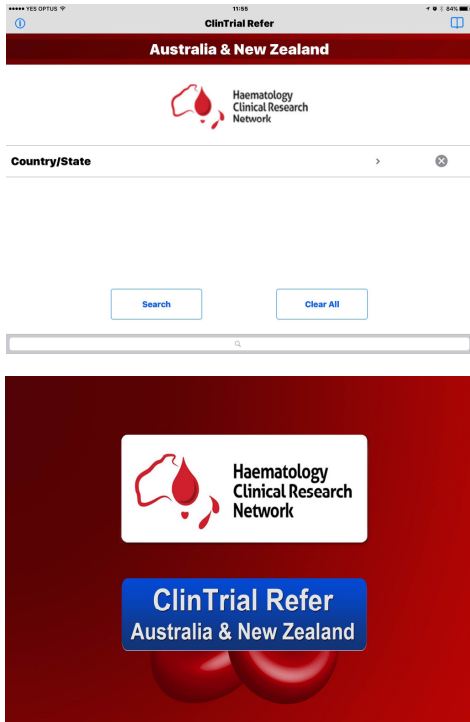 YES OPTUS
11:55
84%
ClinTrial Refer
Australia & New Zealand
Haematology
Clinical Research
Network
Country/State
Search
Clear All
Haematology
Clinical Research
Network
ClinTrial Refer
Australia & New Zealand